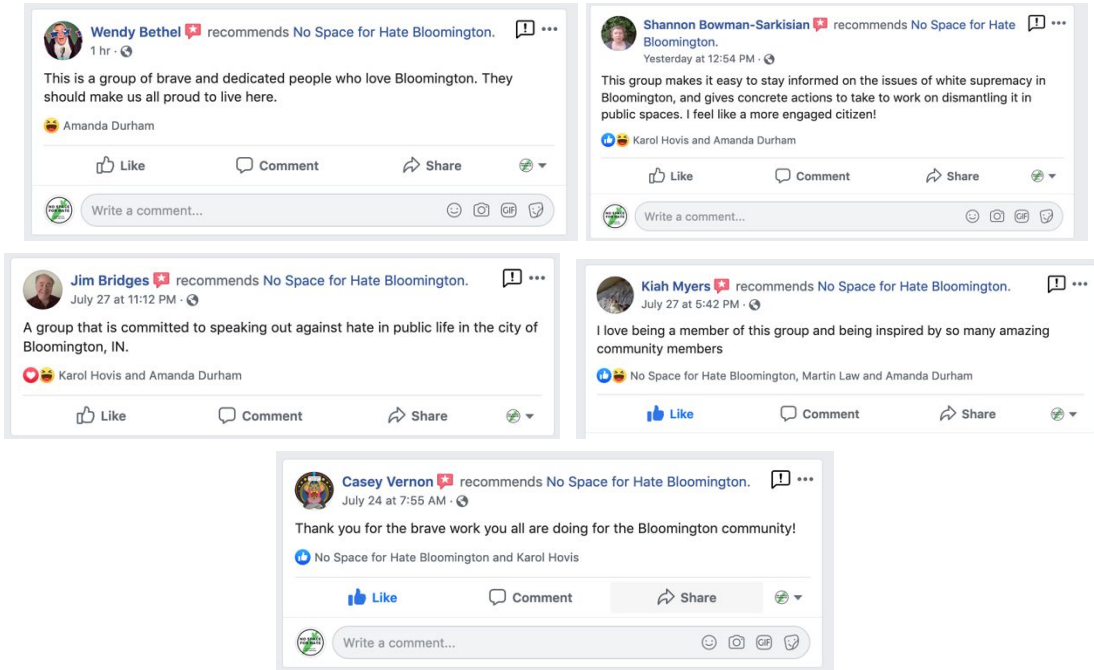 Wendy Bethel recommends No Space for Hate Bloomington.
1 hr ·
This is a group of brave and dedicated people who love Bloomington. They
should make us all proud to live here.
Amanda Durham
Like Comment Share
Write a comment...
GIF
Shannon Bowman-Sarkisian recommends No Space for Hate
Bloomington.
Yesterday at 12:54 PM ·
This group makes it easy to stay informed on the issues of white supremacy in
Bloomington, and gives concrete actions to take to work on dismantling it in
public spaces. I feel like a more engaged citizen!
Karol Hovis and Amanda Durham
Like Comment Share
Write a comment...
GIF
Jim Bridges recommends No Space for Hate Bloomington.
July 27 at 11:12 PM ·
A group that is committed to speaking out against hate in public life in the city of
Bloomington, IN.
Karol Hovis and Amanda Durham
Like Comment Share
Kiah Myers recommends No Space for Hate Bloomington.
July 27 at 5:42 PM ·
I love being a member of this group and being inspired by so many amazing
community members
No Space for Hate Bloomington, Martin Law and Amanda Durham
Like Comment Share
Casey Vernon recommends No Space for Hate Bloomington.
July 24 at 7:55 AM ·
Thank you for the brave work you all are doing for the Bloomington community!
No Space for Hate Bloomington and Karol Hovis
Like Comment Share
NO SPACE
FOR HATE
Write a comment...
GIF